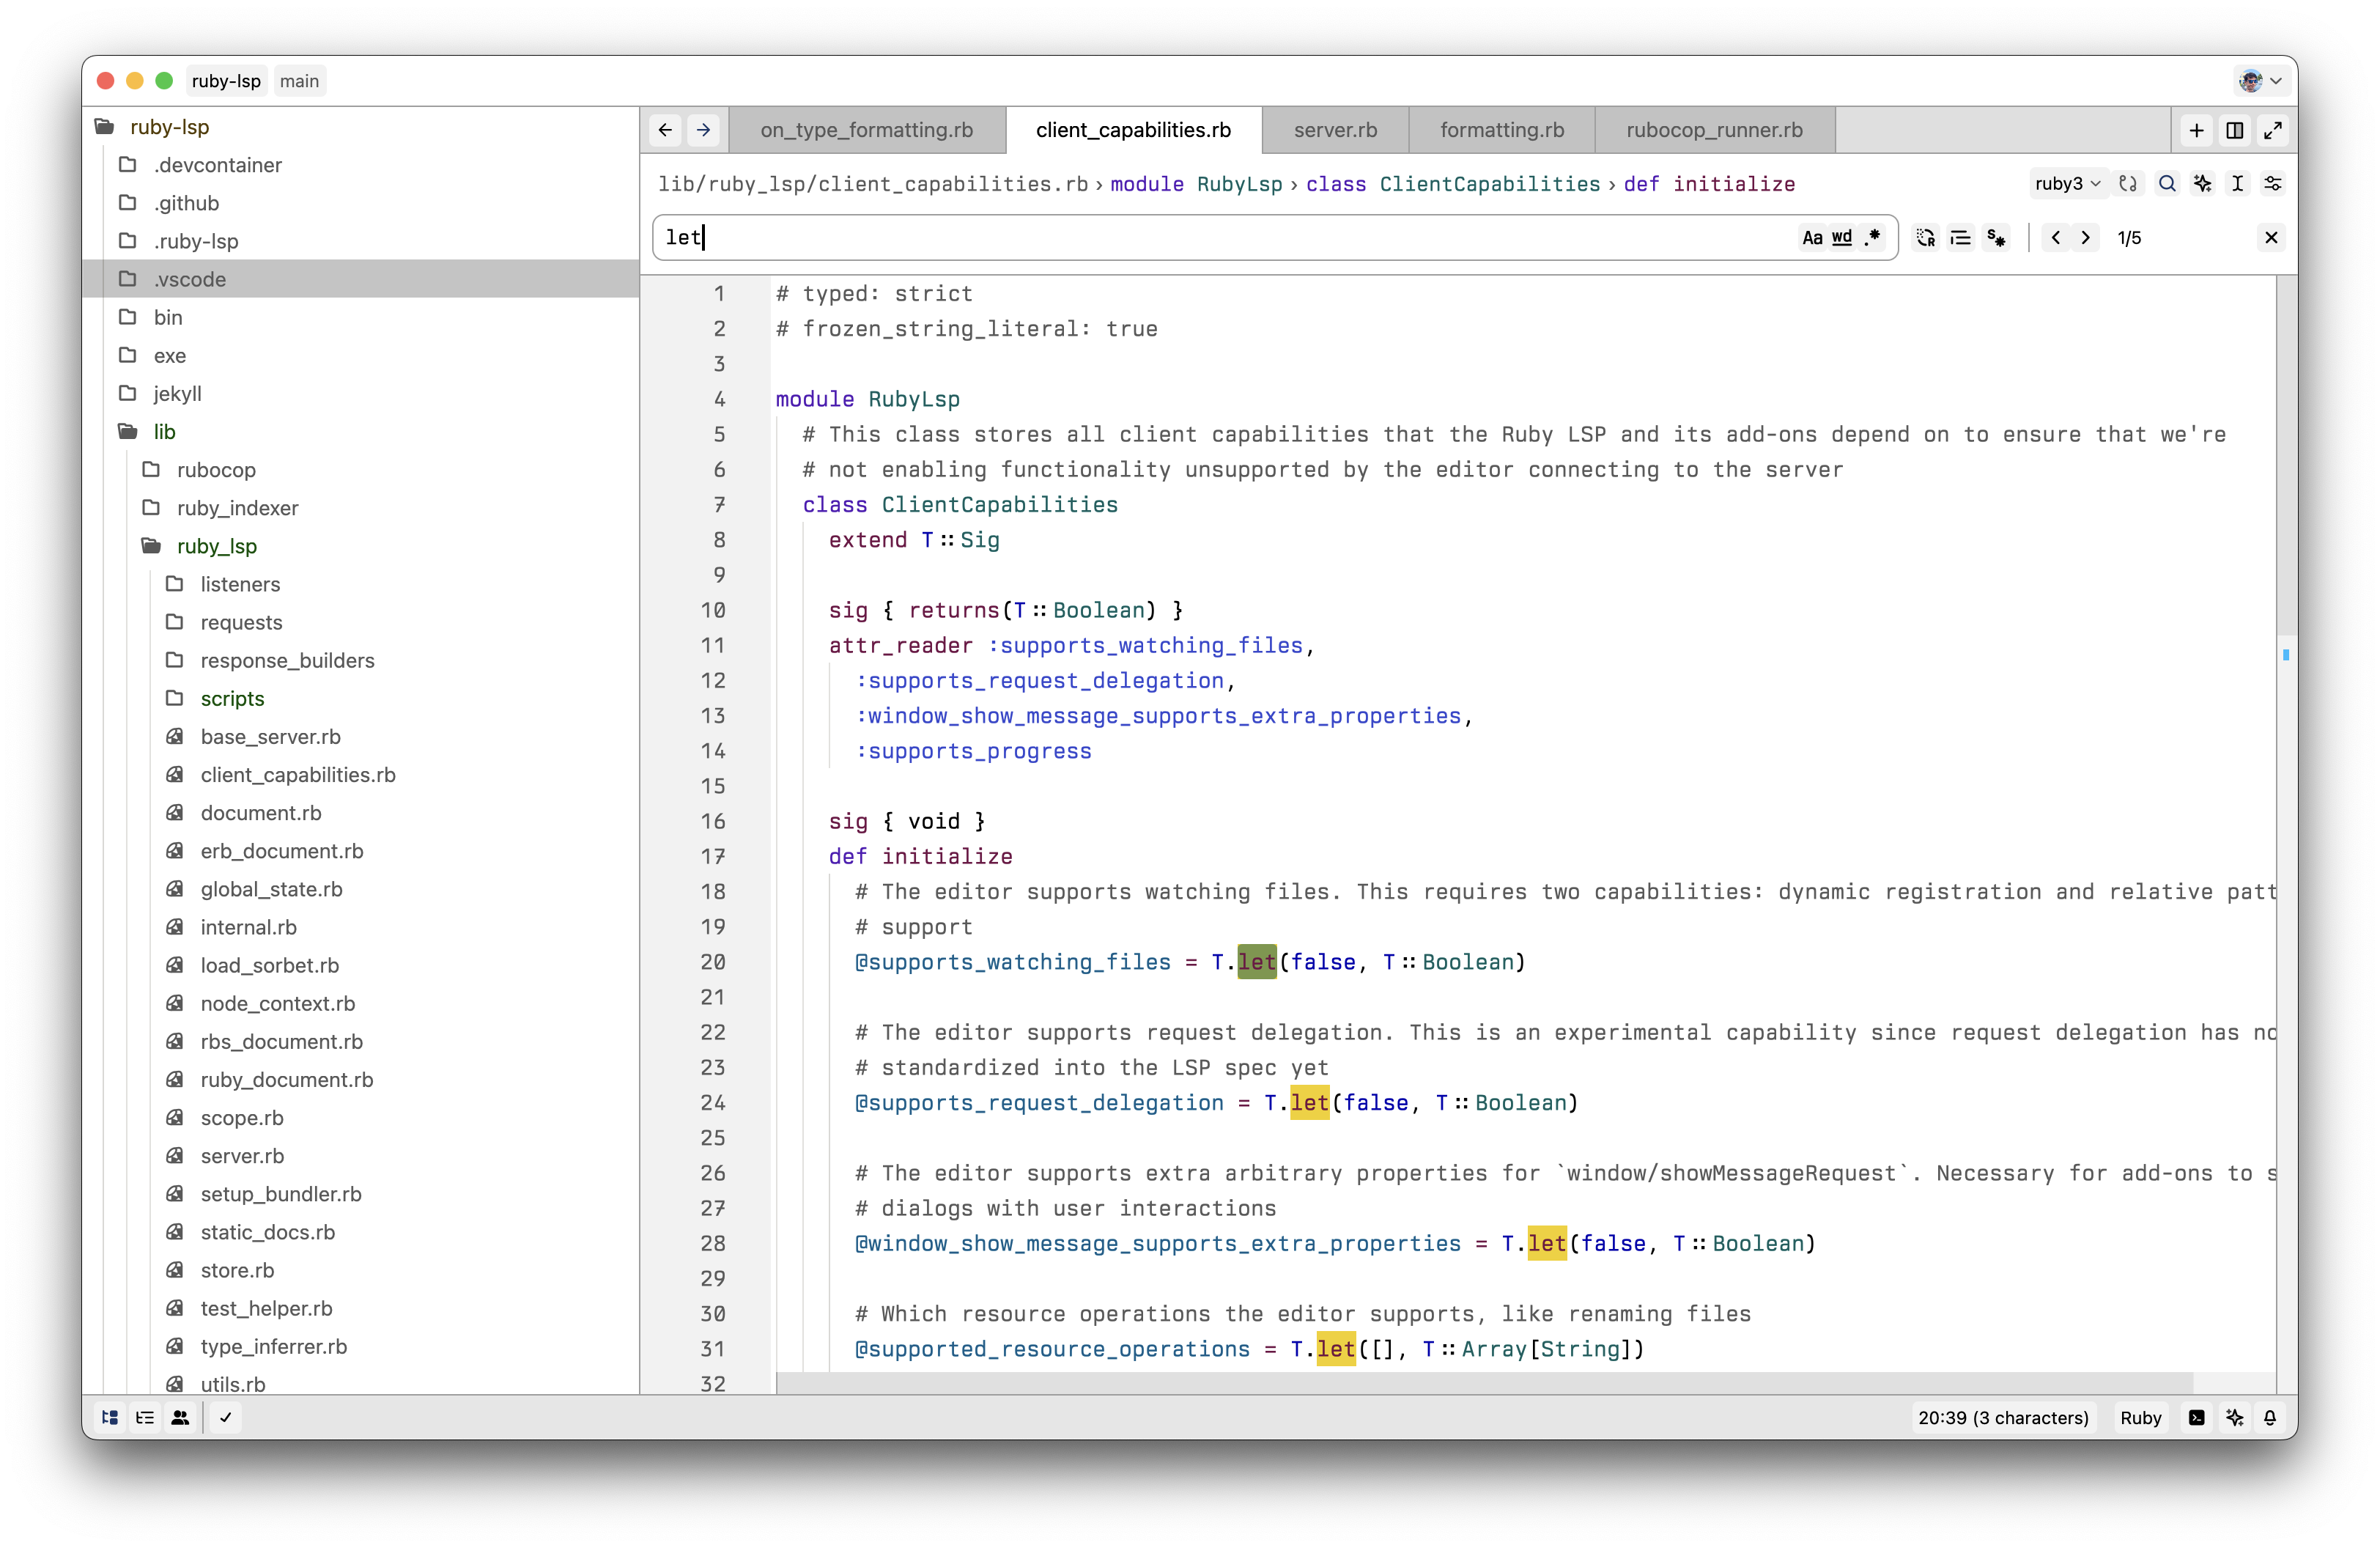 ruby-lsp main
ruby-lsp
.devcontainer
.github
.ruby-lsp
.vscode
bin
exe
jekyll
lib
rubocop
ruby_indexer
ruby_lsp
listeners
requests
response_builders
scripts
base_server.rb
client_capabilities.rb
document.rb
erb_document.rb
global_state.rb
internal.rb
load_sorbet.rb
node_context.rb
rbs_document.rb
ruby_document.rb
scope.rb
server.rb
setup_bundler.rb
static_docs.rb
store.rb
test_helper.rb
type_inferrer.rb
utils.rb
on_type_formatting.rb client_capabilities.rb server.rb formatting.rb rubocop_runner.rb
lib/ruby_lsp/client_capabilities.rb › module RubyLsp › class ClientCapabilities › def initialize ruby3
let Aa wd .* 1/5
1 # typed: strict
2 # frozen_string_literal: true
3
4 module RubyLsp
5 # This class stores all client capabilities that the Ruby LSP and its add-ons depend on to ensure that we're
6 # not enabling functionality unsupported by the editor connecting to the server
7 class ClientCapabilities
8 extend T::Sig
9
10 sig { returns(T::Boolean) }
11 attr_reader :supports_watching_files,
12 :supports_request_delegation,
13 :window_show_message_supports_extra_properties,
14 :supports_progress
15
16 sig { void }
17 def initialize
18 # The editor supports watching files. This requires two capabilities: dynamic registration and relative patt
19 # support
20 @supports_watching_files = T.let(false, T::Boolean)
21
22 # The editor supports request delegation. This is an experimental capability since request delegation has no
23 # standardized into the LSP spec yet
24 @supports_request_delegation = T.let(false, T::Boolean)
25
26 # The editor supports extra arbitrary properties for `window/showMessageRequest`. Necessary for add-ons to s
27 # dialogs with user interactions
28 @window_show_message_supports_extra_properties = T.let(false, T::Boolean)
29
30 # Which resource operations the editor supports, like renaming files
31 @supported_resource_operations = T.let([], T::Array[String])
32
20:39 (3 characters) Ruby